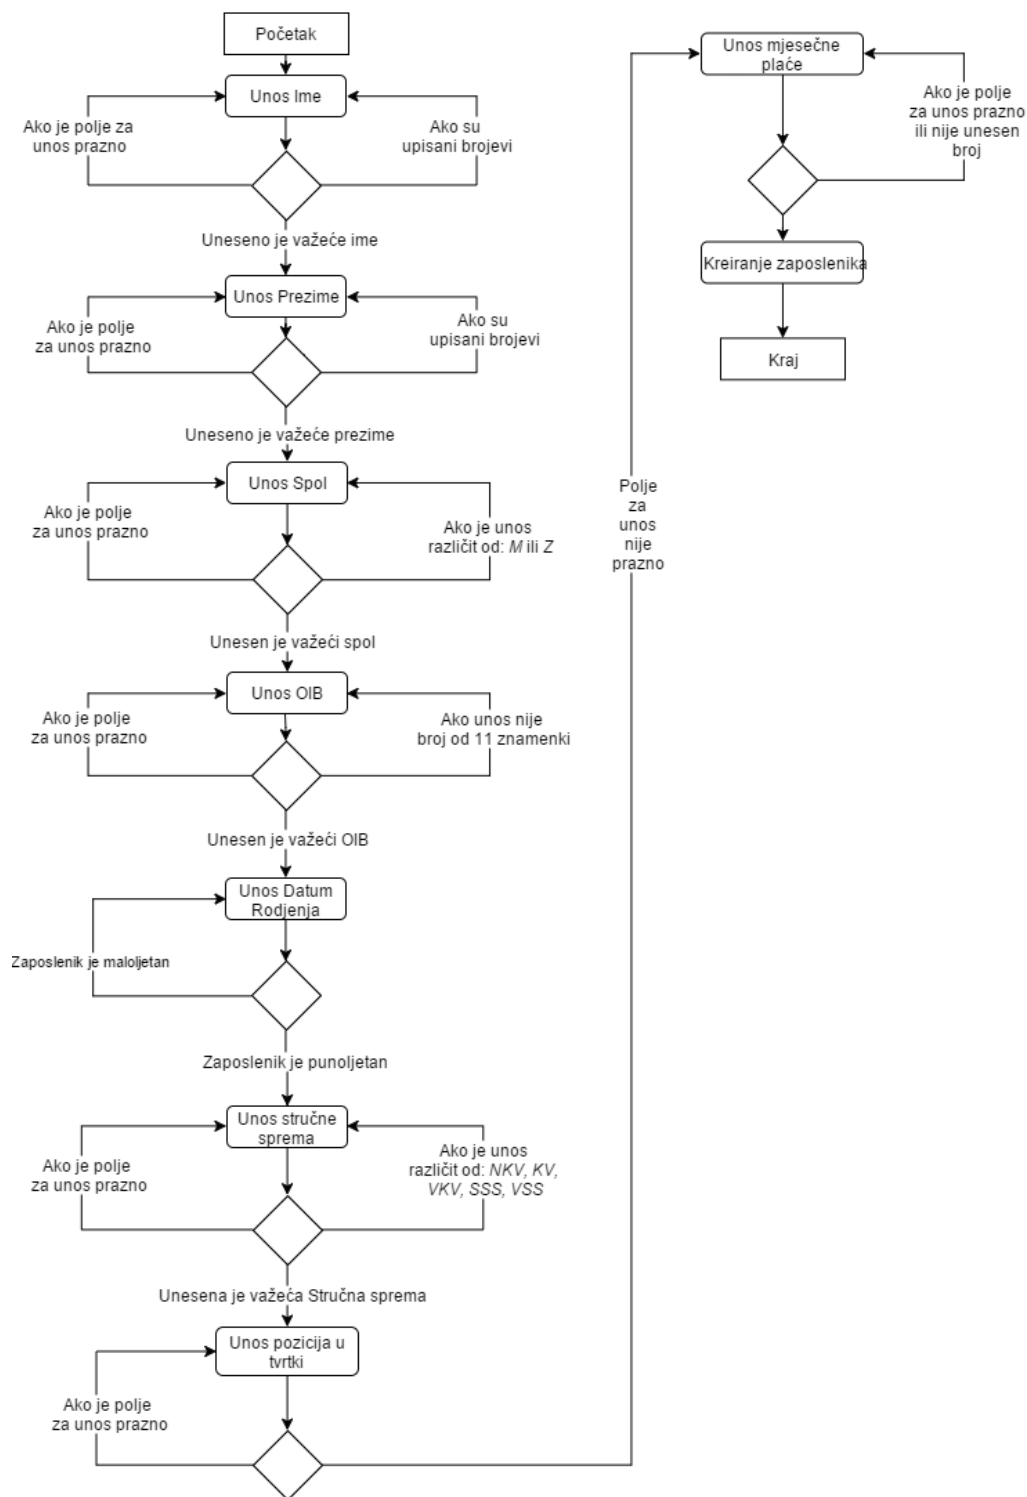 Početak
Unos Ime
Ako je polje za
unos prazno
Ako su
upisani brojevi
Uneseno je važeće ime
Unos Prezime
Ako je polje
za unos prazno
Ako su
upisani brojevi
Uneseno je važeće prezime
Unos Spol
Ako je polje
za unos prazno
Ako je unos
različit od: M ili Z
Unesen je važeći spol
Unos OIB
Ako je polje
za unos prazno
Ako unos nije
broj od 11 znamenki
Unesen je važeći OIB
Unos Datum
Rodjenja
Zaposlenik je maloljetan
Zaposlenik je punoljetan
Unos stručne
sprema
Ako je polje
za unos prazno
Ako je unos
različit od: NKV, KV,
VKV, SSS, VSS
Unesena je važeća Stručna sprema
Unos pozicija u
tvrtki
Ako je polje
za unos prazno
Polje
za
unos
nije
prazno
Unos mjesečne
plaće
Ako je polje
za unos prazno
ili nije unesen
broj
Kreiranje zaposlenika
Kraj